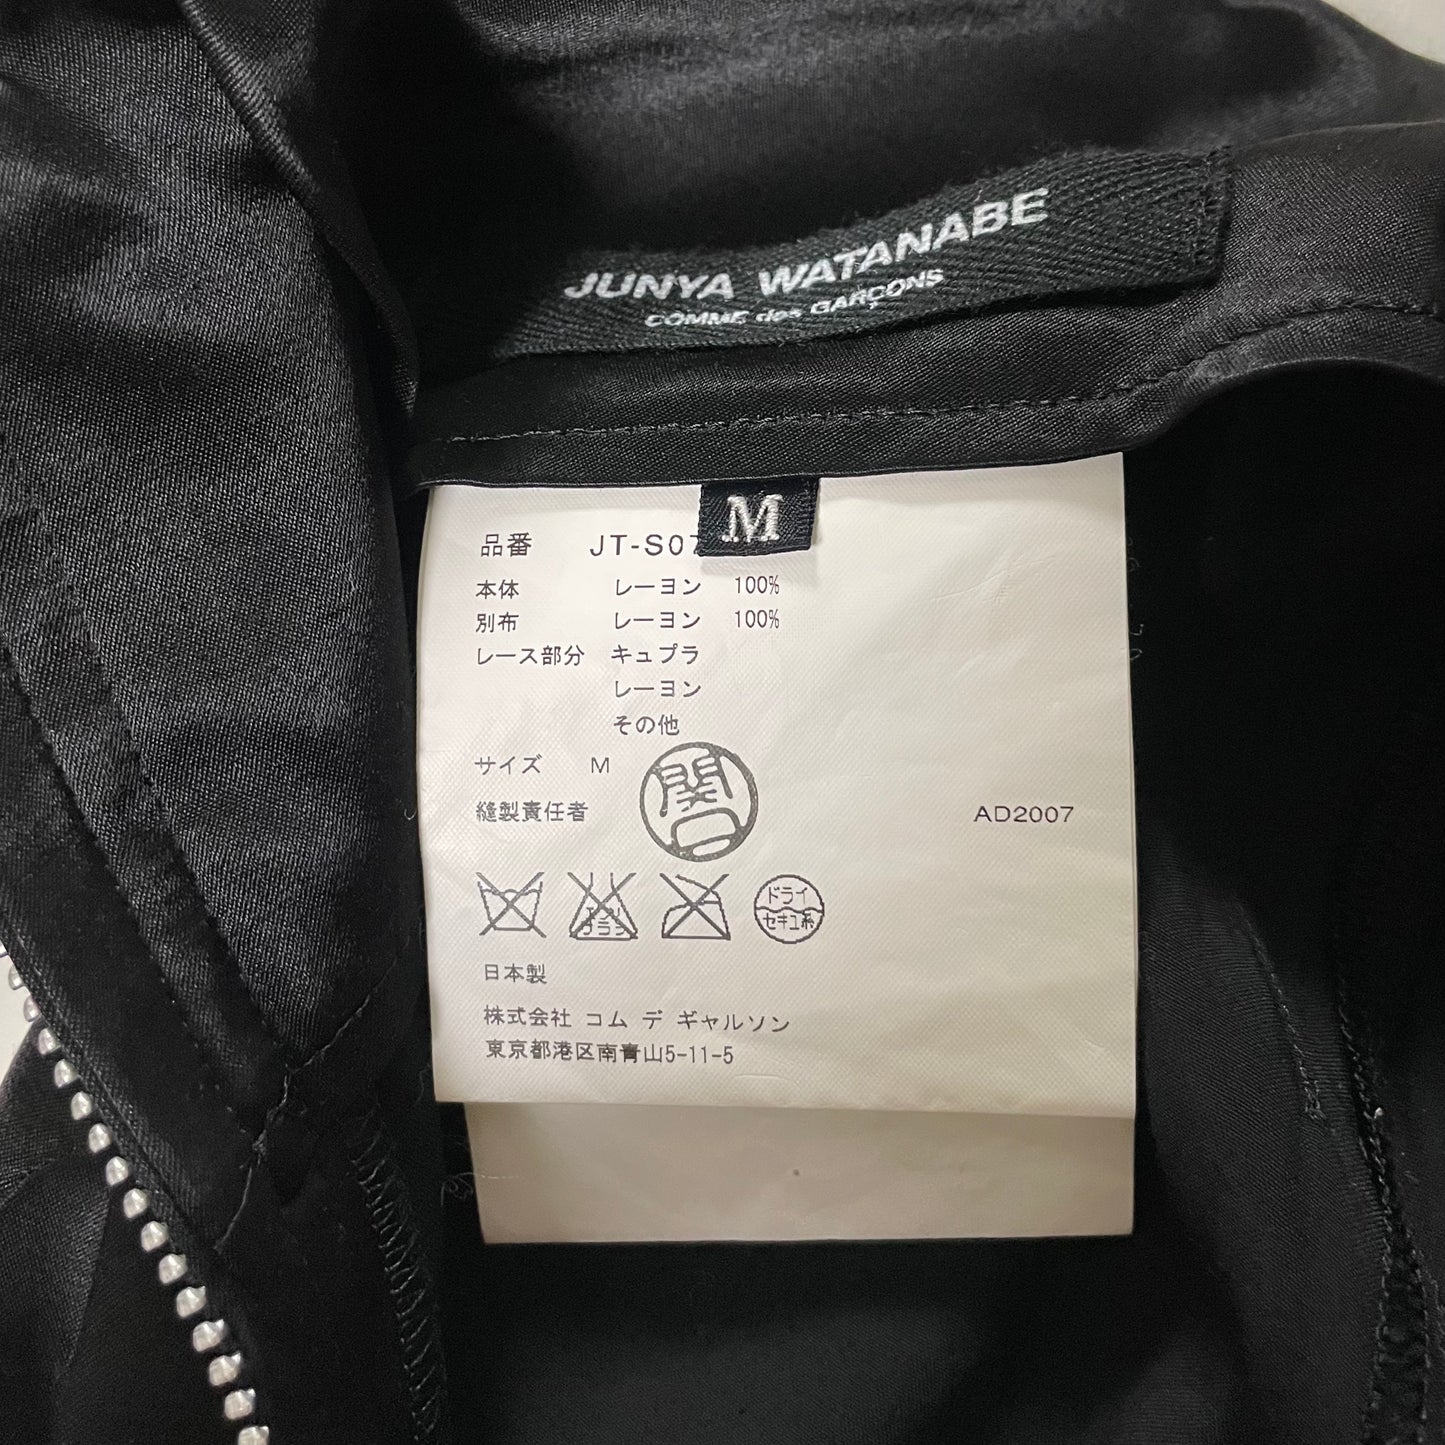 JUNYA WATANABE
COMME des GARÇONS
M
品番 JT-S07
本体 レーヨン 100%
別布 レーヨン 100%
レース部分 キュプラ
レーヨン
その他
サイズ M
縫製責任者 関口 AD2007
ドライ
セキユ系
日本製
株式会社 コム デ ギャルソン
東京都港区南青山5-11-5